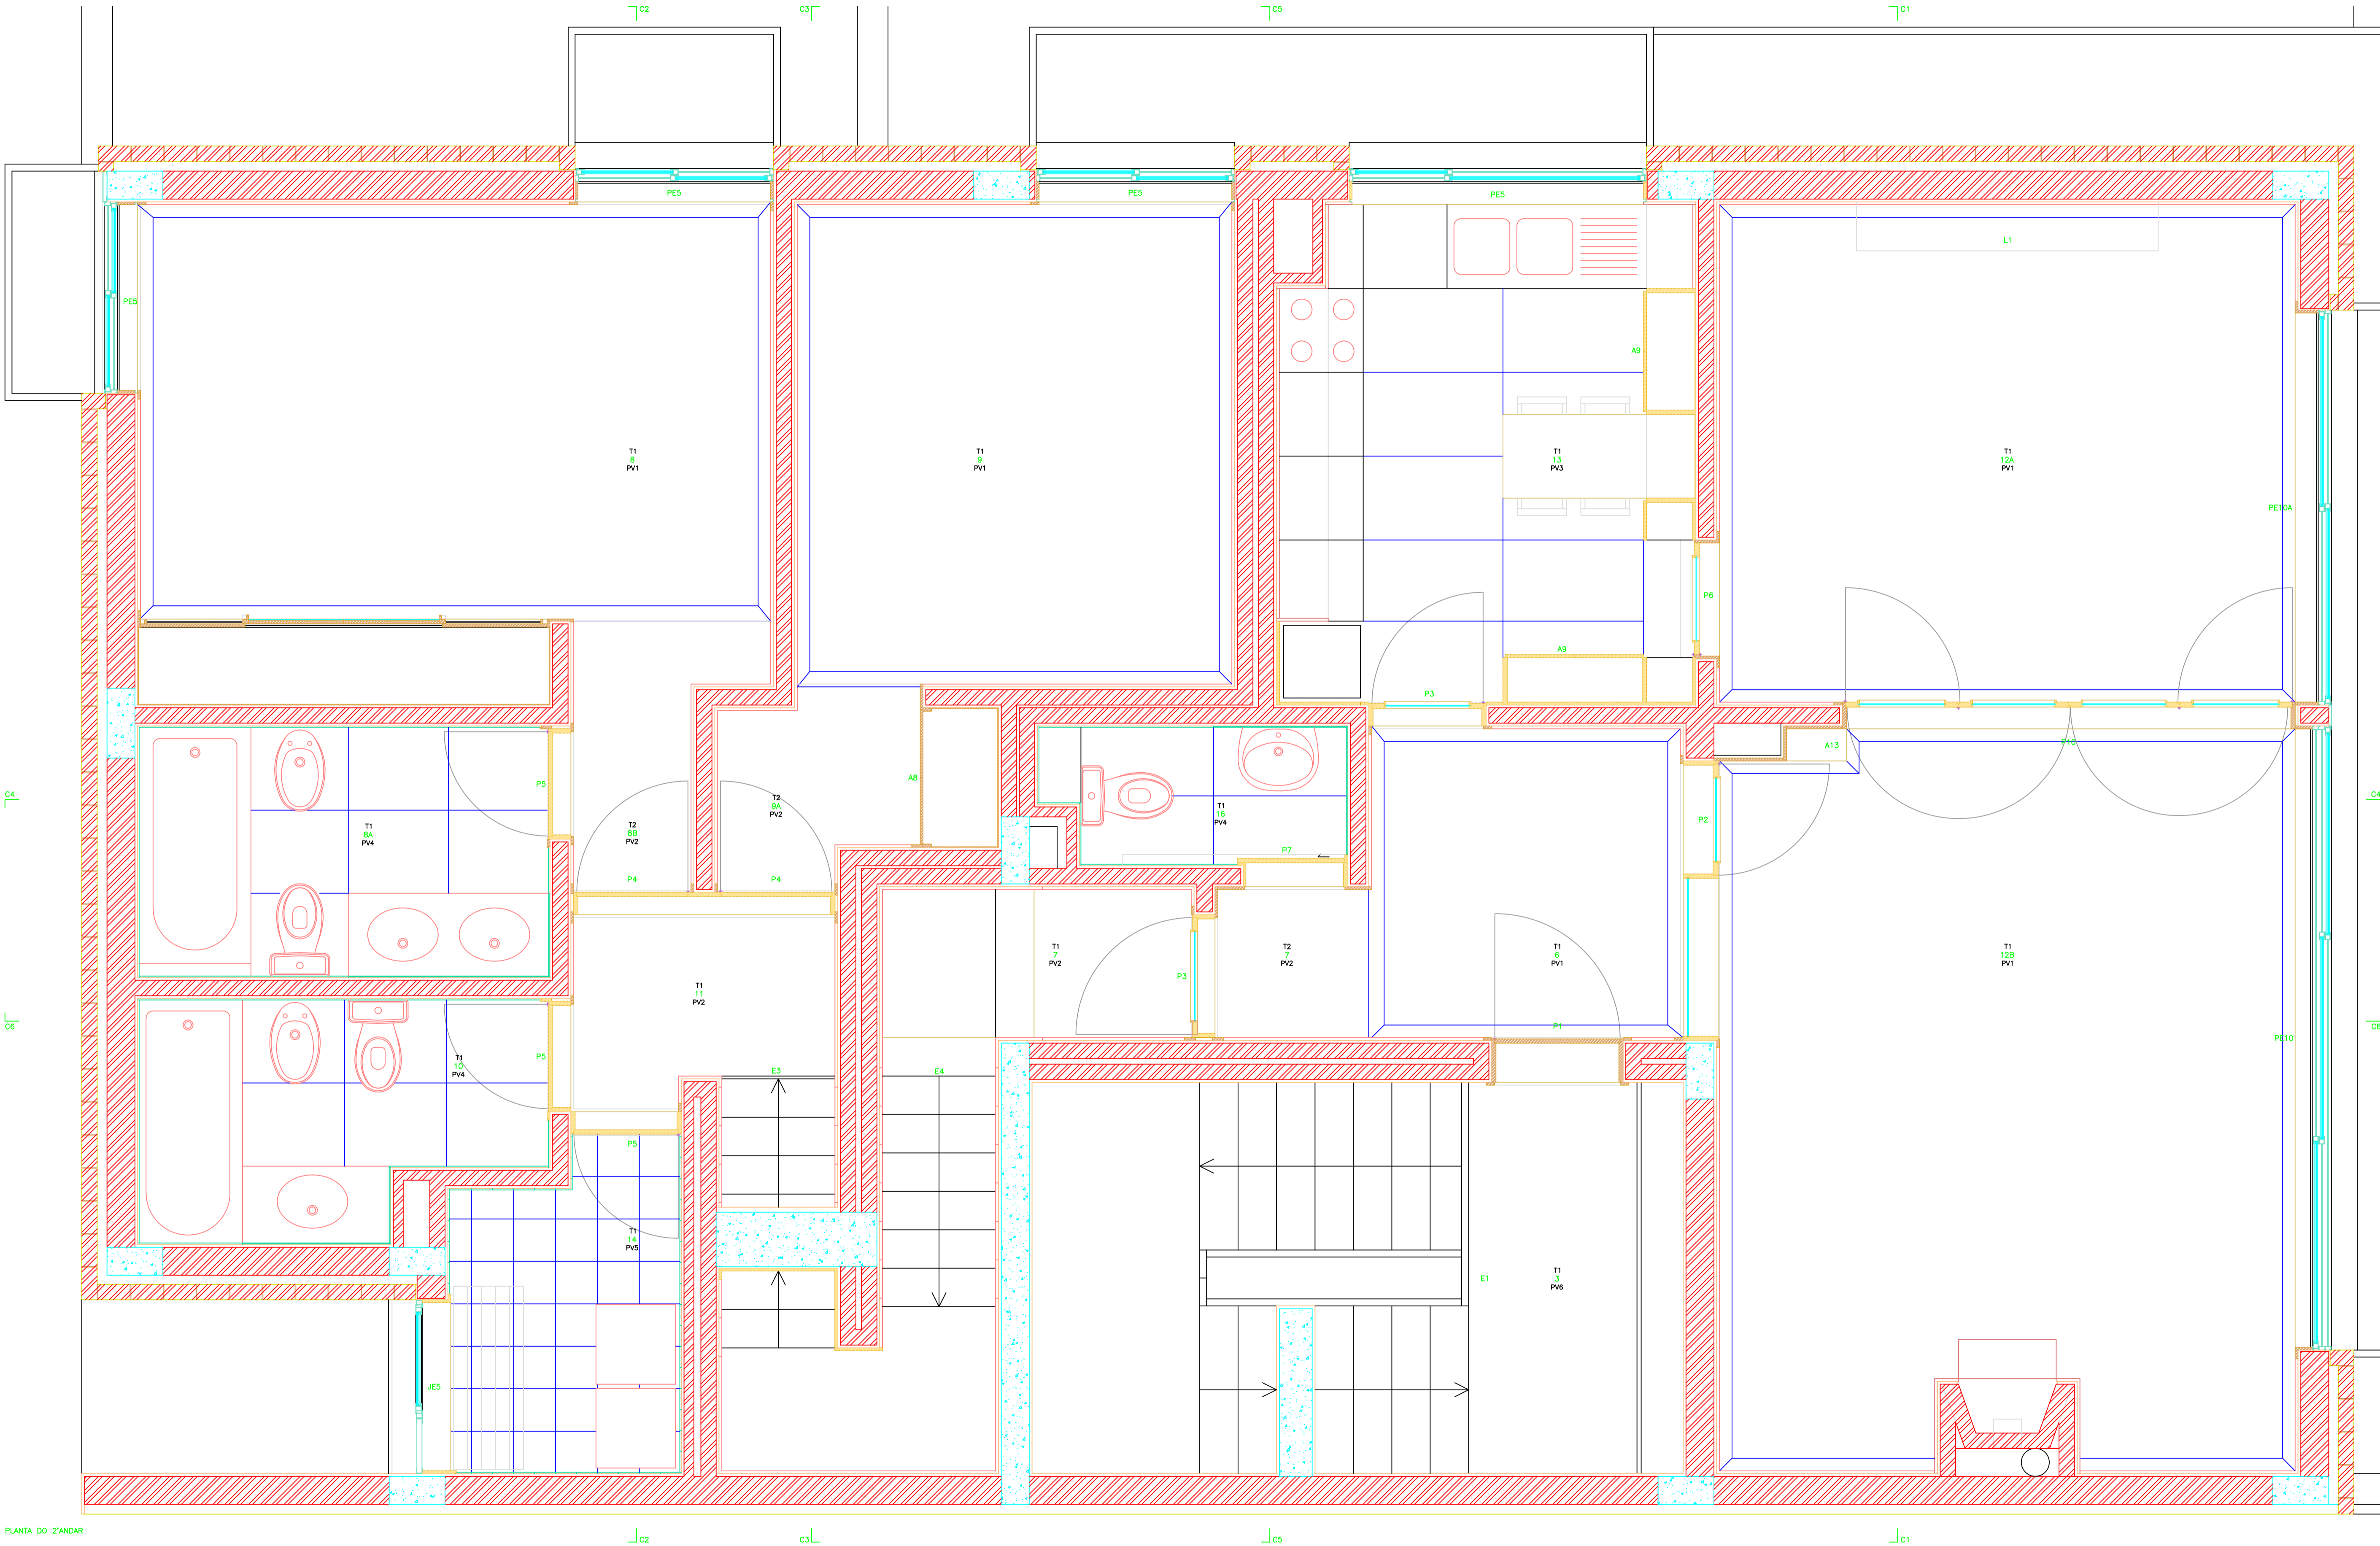 C2
C3
C5
C1
PE5
PE5
PE5
L1
PE5
A9
T1
8
PV1
T1
9
PV1
T1
13
PV3
T1
12A
PV1
PE10A
P6
A9
P3
A13
P10
A8
P5
C4
C4
T1
8A
PV4
T2
8B
PV2
T2
9A
PV2
T1
16
PV4
P2
P7
P4
P4
T1
7
PV2
T2
7
PV2
T1
6
PV1
T1
12B
PV1
P3
T1
11
PV2
C6
C6
P1
PE10
P5
T1
10
PV4
E3
E4
P5
T1
14
PV5
E1
T1
3
PV6
JE5
PLANTA DO 2°ANDAR
C2
C3
C5
C1